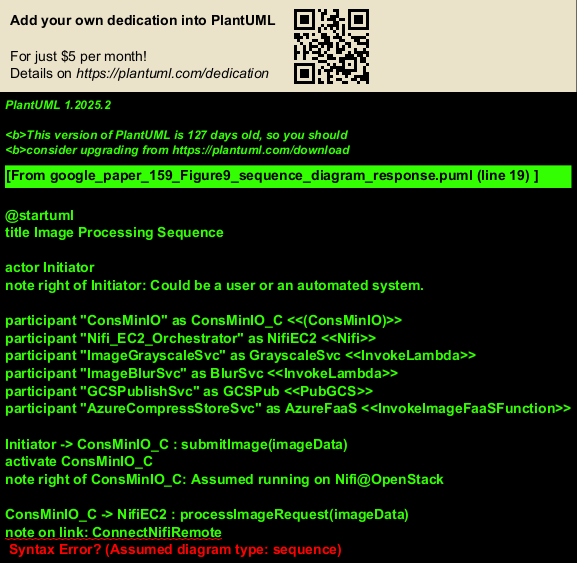 Add your own dedication into PlantUML
For just $5 per month!
Details on https://plantuml.com/dedication
PlantUML 1.2025.2
<b>This version of PlantUML is 127 days old, so you should
<b>consider upgrading from https://plantuml.com/download
[From google_paper_159_Figure9_sequence_diagram_response.puml (line 19) ]
@startuml
title Image Processing Sequence
actor Initiator
note right of Initiator: Could be a user or an automated system.
participant "ConsMinIO" as ConsMinIO_C <<(ConsMinIO)>>
participant "Nifi_EC2_Orchestrator" as NifiEC2 <<Nifi>>
participant "ImageGrayscaleSvc" as GrayscaleSvc <<InvokeLambda>>
participant "ImageBlurSvc" as BlurSvc <<InvokeLambda>>
participant "GCSPublishSvc" as GCSPub <<PubGCS>>
participant "AzureCompressStoreSvc" as AzureFaaS <<InvokeImageFaaSFunction>>
Initiator -> ConsMinIO_C : submitImage(imageData)
activate ConsMinIO_C
note right of ConsMinIO_C: Assumed running on Nifi@OpenStack
ConsMinIO_C -> NifiEC2 : processImageRequest(imageData)
note on link: ConnectNifiRemote
Syntax Error? (Assumed diagram type: sequence)